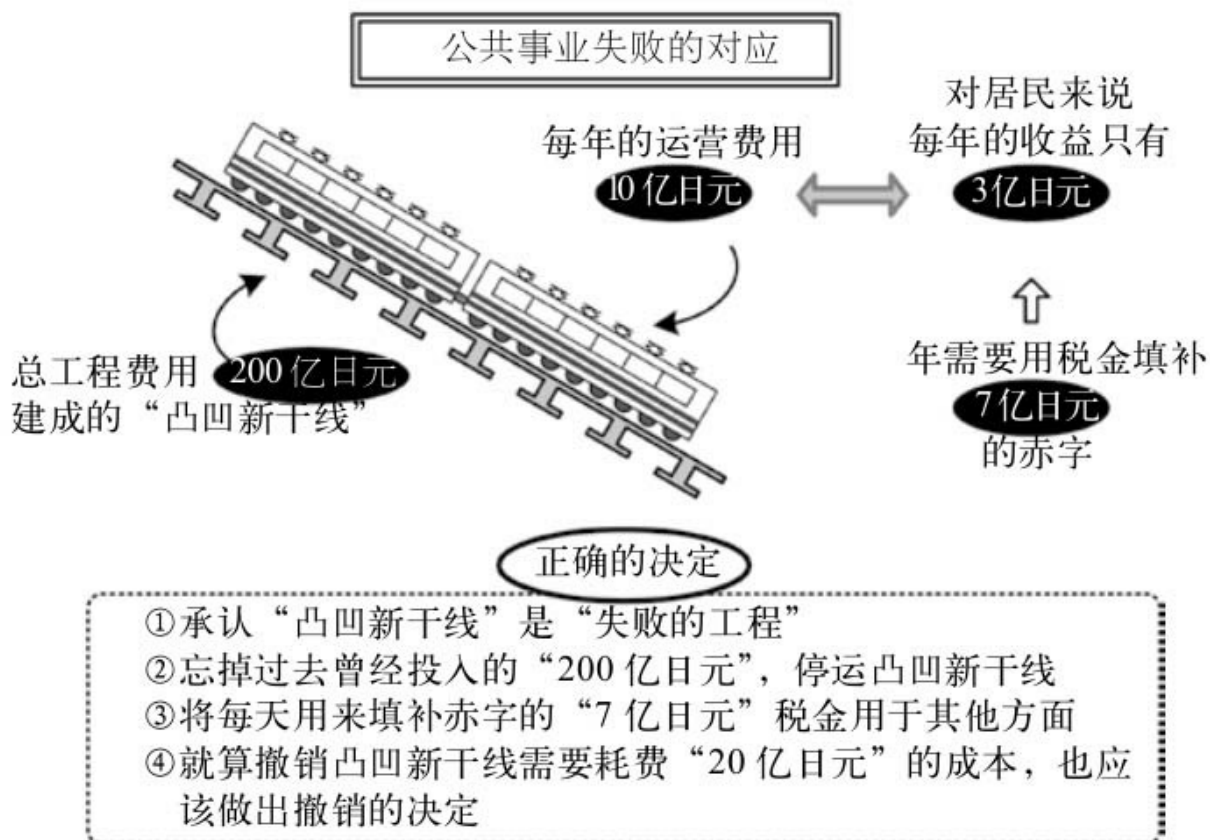 公共事业失败的对应
每年的运营费用
10亿日元
对居民来说
每年的收益只有
3亿日元
总工程费用 200亿日元
建成的“凸凹新干线”
年需要用税金填补
7亿日元
的赤字
正确的决定
①承认“凸凹新干线”是“失败的工程”
②忘掉过去曾经投入的“200亿日元”，停运凸凹新干线
③将每天用来填补赤字的“7亿日元”税金用于其他方面
④就算撤销凸凹新干线需要耗费“20亿日元”的成本，也应
该做出撤销的决定